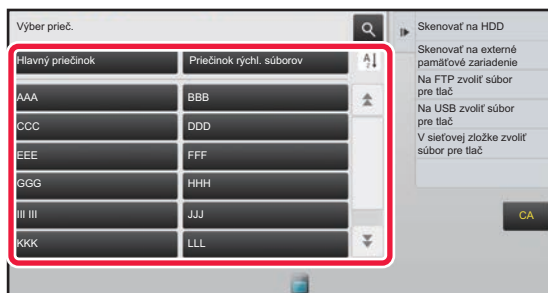 Výber prieč.
Hlavný priečinok
Priečinok rýchl. súborov
AAA
BBB
CCC
DDD
EEE
FFF
GGG
HHH
III III
JJJ
KKK
LLL
Skenovať na HDD
Skenovať na externé
pamäťové zariadenie
Na FTP zvoliť súbor
pre tlač
Na USB zvoliť súbor
pre tlač
V sieťovej zložke zvoliť
súbor pre tlač
CA